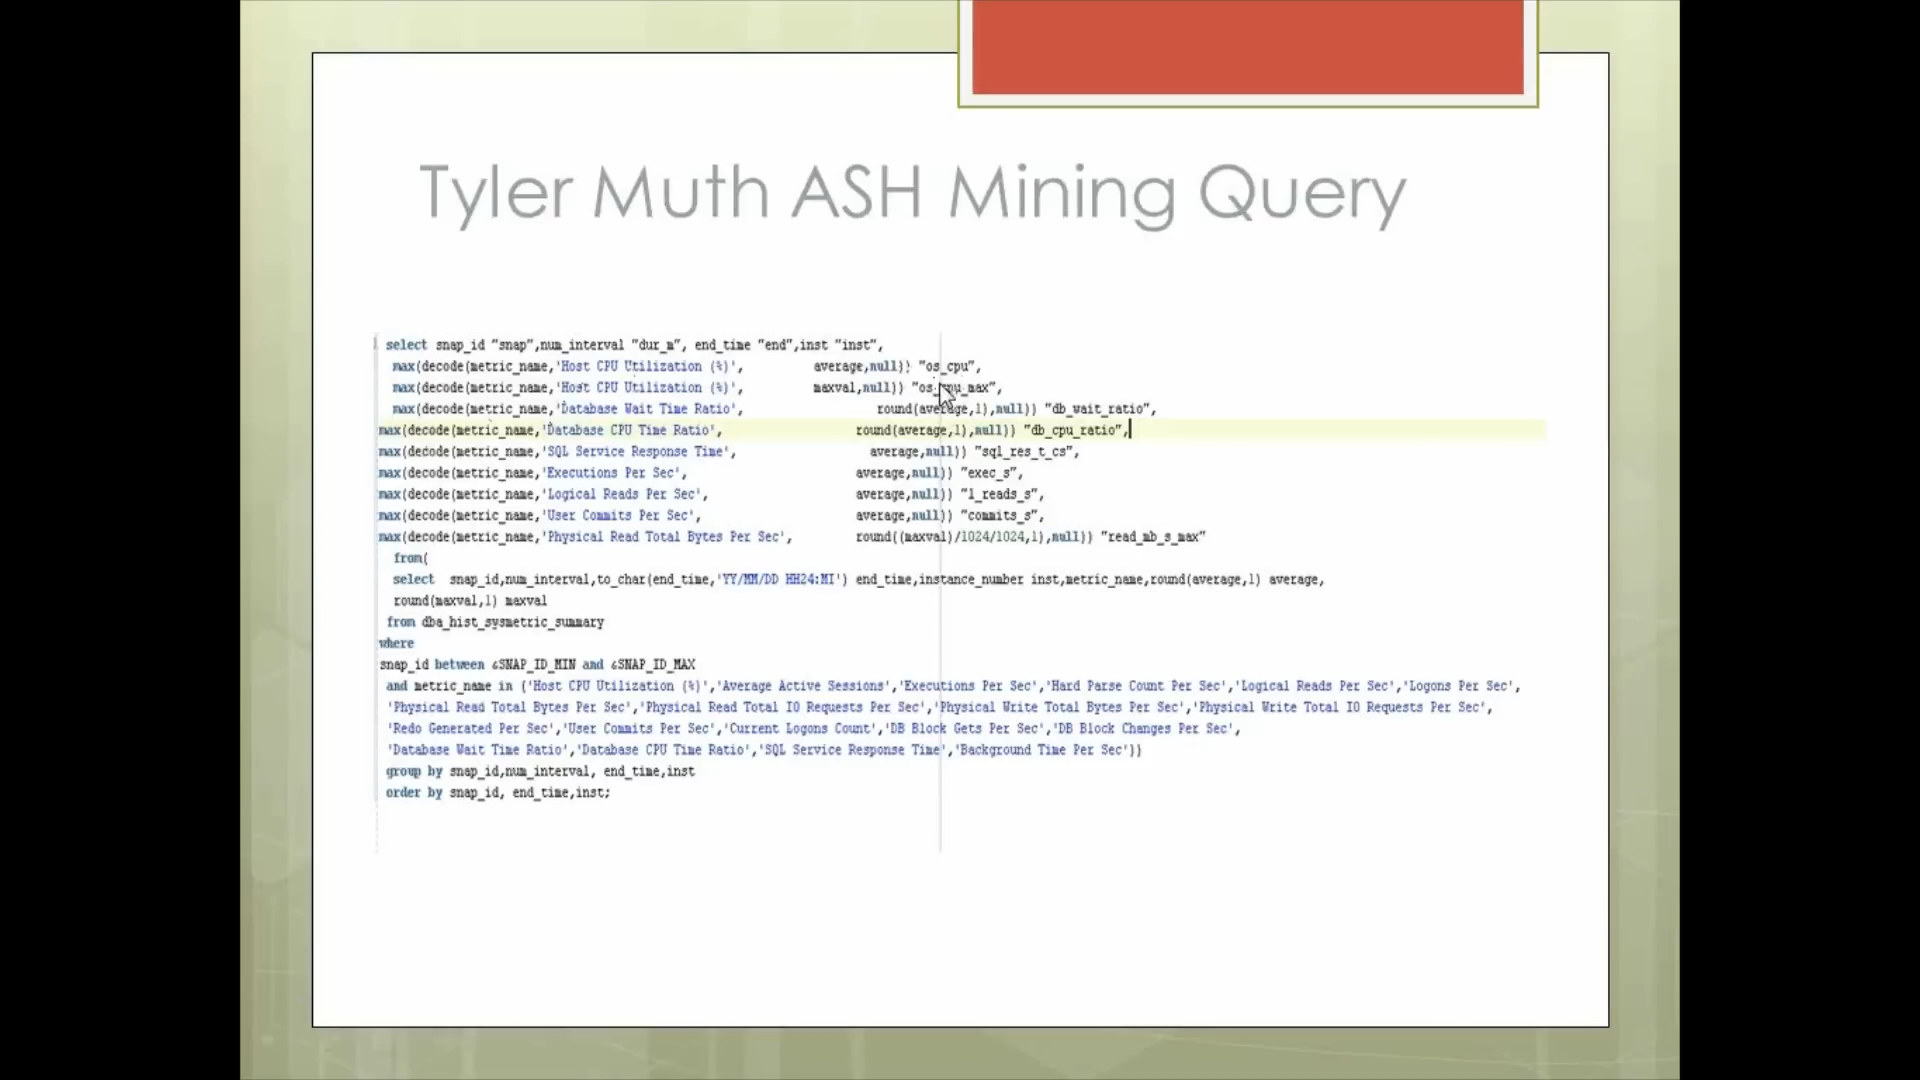 Tyler Muth ASH Mining Query
select snap_id "snap",num_interval "dur_m", end_time "end",inst "inst",
max(decode(metric_name,'Host CPU Utilization (%)', average,null)) "os_cpu",
max(decode(metric_name,'Host CPU Utilization (%)', maxval,null)) "os_cpu_max",
max(decode(metric_name,'Database Wait Time Ratio', round(average,1),null)) "db_wait_ratio",
max(decode(metric_name,'Database CPU Time Ratio', round(average,1),null)) "db_cpu_ratio",
max(decode(metric_name,'SQL Service Response Time', average,null)) "sql_res_t_cs",
max(decode(metric_name,'Executions Per Sec', average,null)) "exec_s",
max(decode(metric_name,'Logical Reads Per Sec', average,null)) "l_reads_s",
max(decode(metric_name,'User Commits Per Sec', average,null)) "commits_s",
max(decode(metric_name,'Physical Read Total Bytes Per Sec', round((maxval)/1024/1024,1),null)) "read_mb_s_max"
from(
select snap_id,num_interval,to_char(end_time,'YY/MM/DD HH24:MI') end_time,instance_number inst,metric_name,round(average,1) average,
round(maxval,1) maxval
from dba_hist_sysmetric_summary
where
snap_id between &SNAP_ID_MIN and &SNAP_ID_MAX
and metric_name in ('Host CPU Utilization (%)','Average Active Sessions','Executions Per Sec','Hard Parse Count Per Sec','Logical Reads Per Sec','Logons Per Sec',
'Physical Read Total Bytes Per Sec','Physical Read Total IO Requests Per Sec','Physical Write Total Bytes Per Sec','Physical Write Total IO Requests Per Sec',
'Redo Generated Per Sec','User Commits Per Sec','Current Logons Count','DB Block Gets Per Sec','DB Block Changes Per Sec',
'Database Wait Time Ratio','Database CPU Time Ratio','SQL Service Response Time','Background Time Per Sec'))
group by snap_id,num_interval, end_time,inst
order by snap_id, end_time,inst;